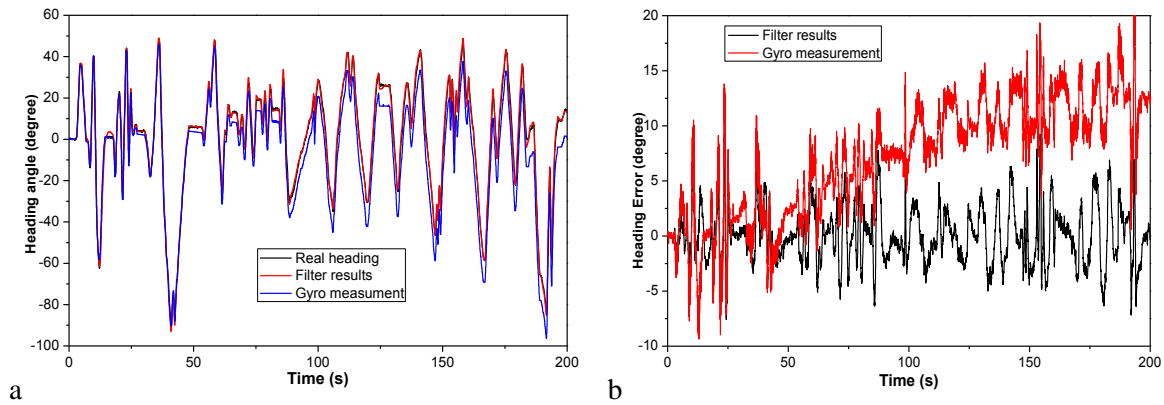 60
40
20
0
-20
-40
-60
-80
-100
Heading angle (degree)
Real heading
Filter results
Gyro measument
0 50 100 150 200
Time (s)
a
20
15
10
5
0
-5
-10
Heading Error (degree)
Filter results
Gyro measurement
0 50 100 150 200
Time (s)
b